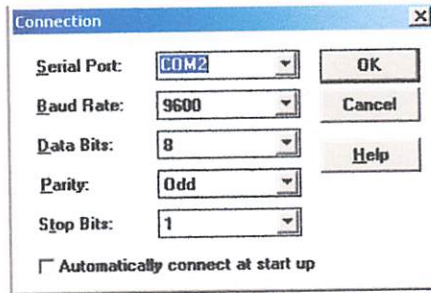 Connection
Serial Port: COM2 OK
Baud Rate: 9600 Cancel
Data Bits: 8
Help
Parity: Odd
Stop Bits: 1
Automatically connect at start up